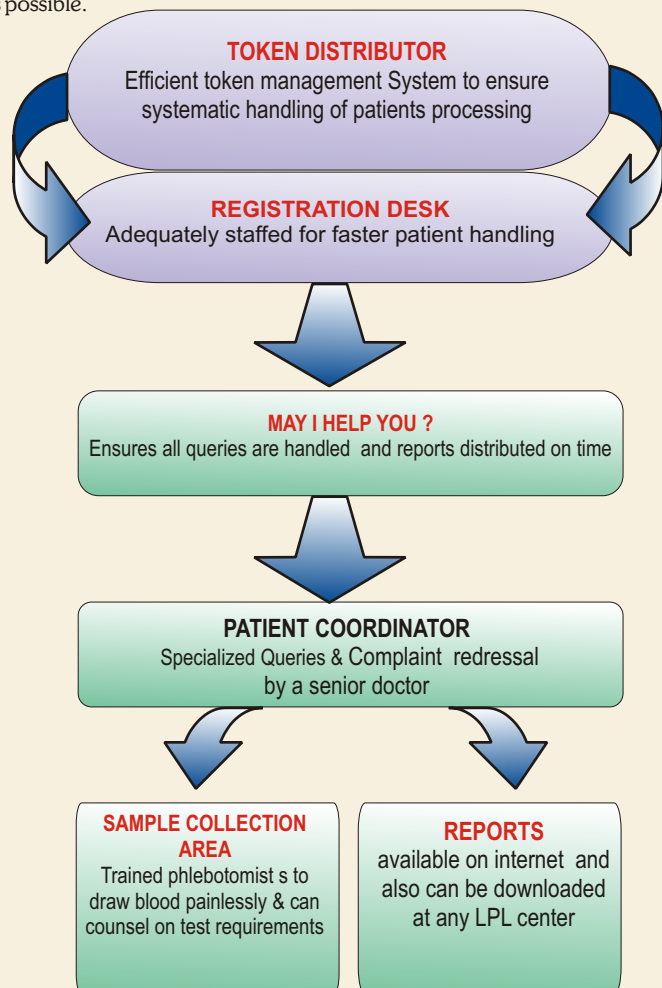 possible.
TOKEN DISTRIBUTOR
Efficient token management System to ensure
systematic handling of patients processing
REGISTRATION DESK
Adequately staffed for faster patient handling
MAY I HELP YOU ?
Ensures all queries are handled and reports distributed on time
PATIENT COORDINATOR
Specialized Queries & Complaint redressal
by a senior doctor
SAMPLE COLLECTION
AREA
Trained phlebotomist s to
draw blood painlessly & can
counsel on test requirements
REPORTS
available on internet and
also can be downloaded
at any LPL center